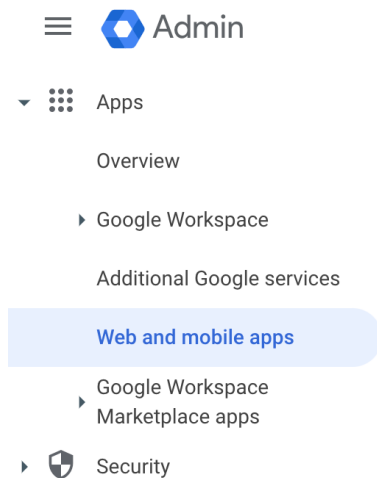 Admin
Apps
Overview
Google Workspace
Additional Google services
Web and mobile apps
Google Workspace
Marketplace apps
Security